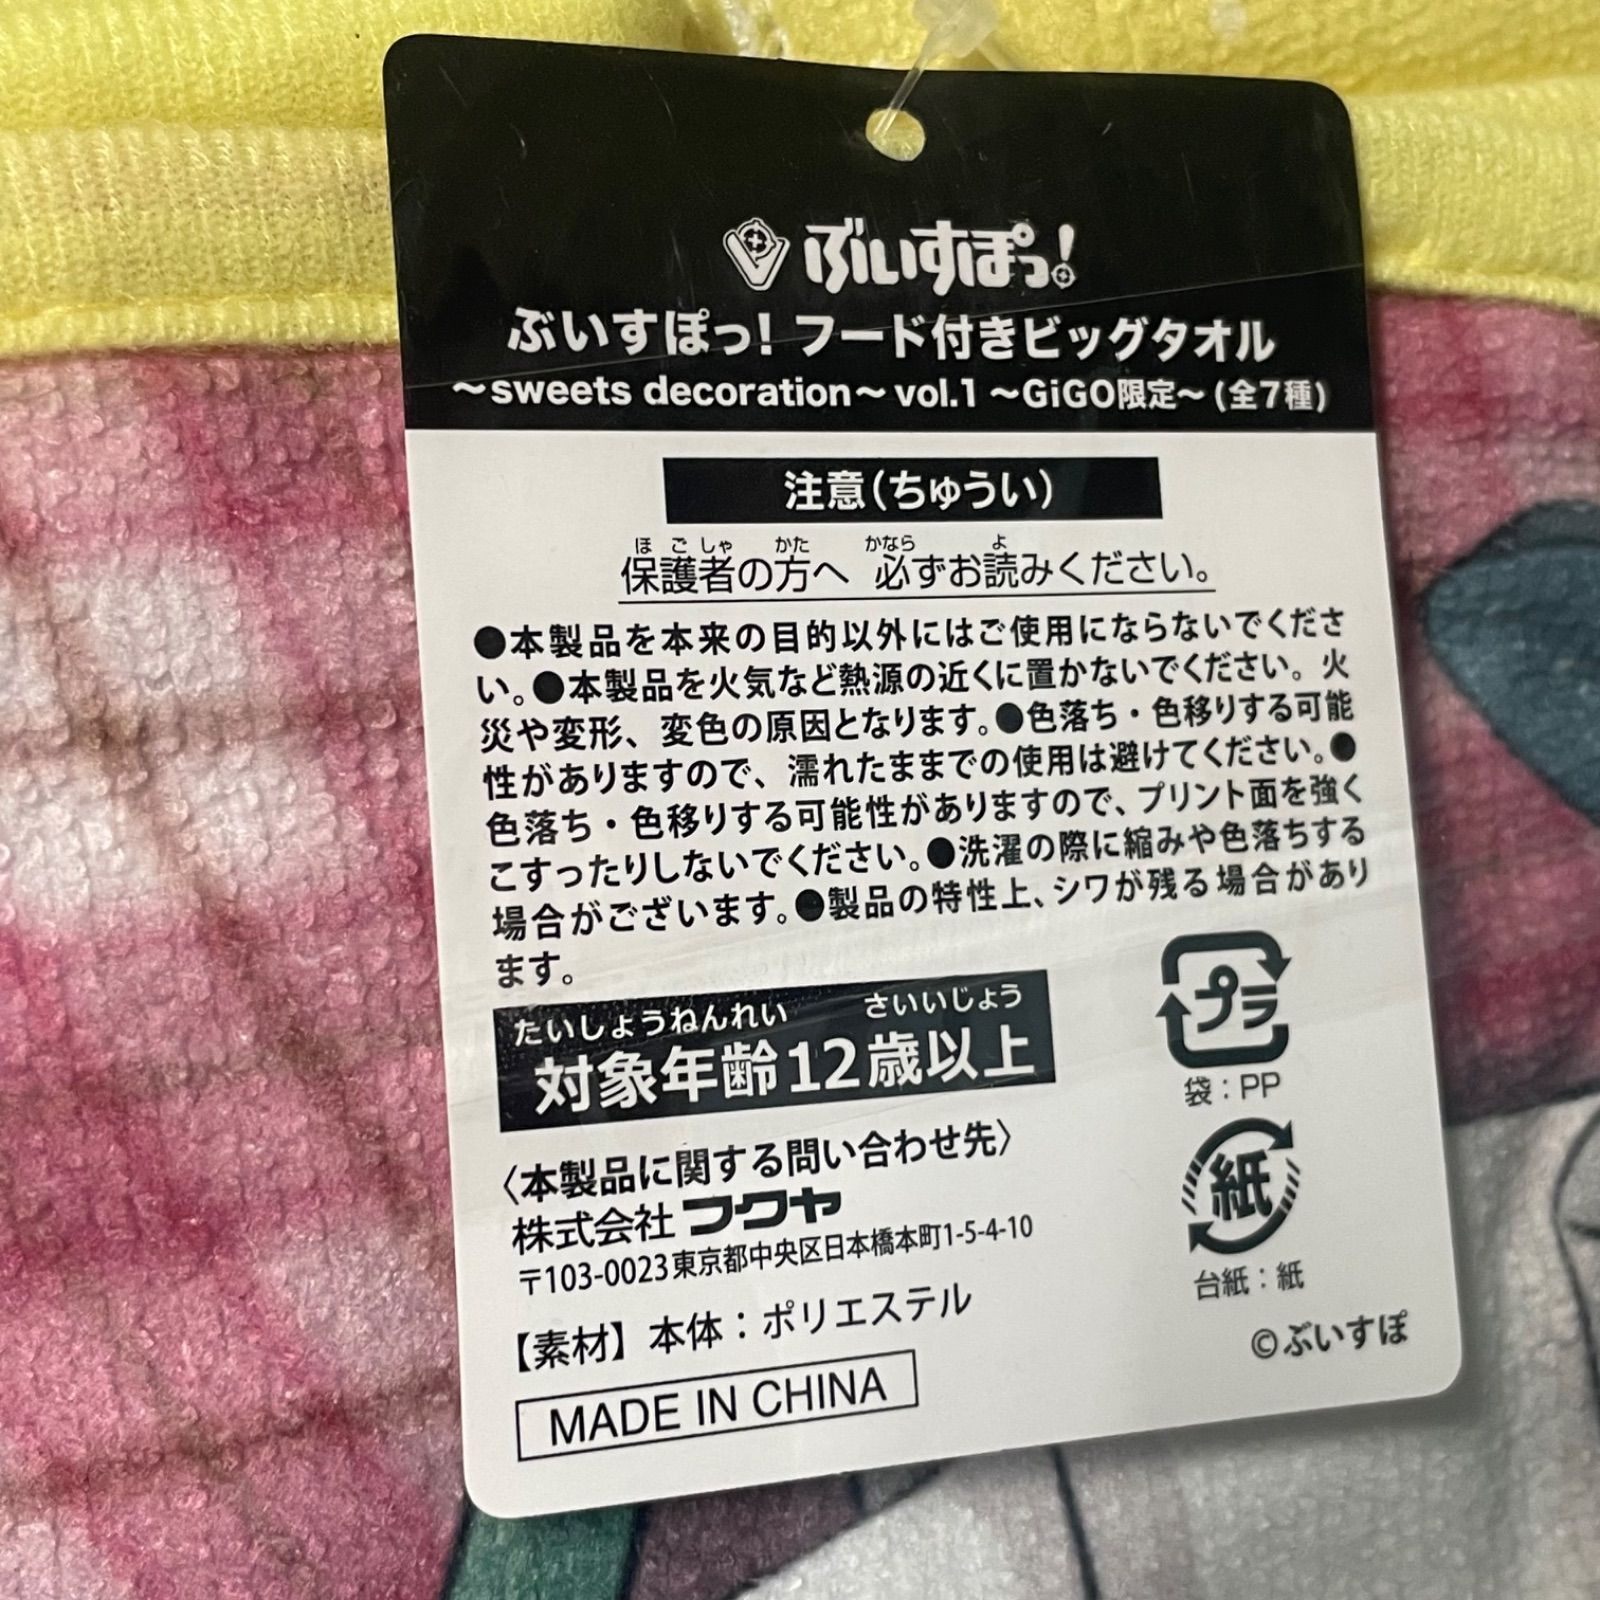 ぶいすぽっ!
ぶいすぽっ! フード付きビッグタオル
～sweets decoration～ vol.1 ～GiGO限定～ (全7種)
注意(ちゅうい)
ほごしゃ かた かなら よ
保護者の方へ 必ずお読みください。
●本製品を本来の目的以外にはご使用にならないでくださ
い。●本製品を火気など熱源の近くに置かないでください。火
災や変形、変色の原因となります。●色落ち・色移りする可能
性がありますので、濡れたままでの使用は避けてください。●
色落ち・色移りする可能性がありますので、プリント面を強く
こすったりしないでください。●洗濯の際に縮みや色落ちする
場合がございます。●製品の特性上、シワが残る場合があり
ます。
たいしょうねんれい さいいじょう
対象年齢12歳以上
プラ
袋：PP
〈本製品に関する問い合わせ先〉
株式会社フクヤ
〒103-0023東京都中央区日本橋本町1-5-4-10
紙
台紙：紙
【素材】本体：ポリエステル
©ぶいすぽ
MADE IN CHINA